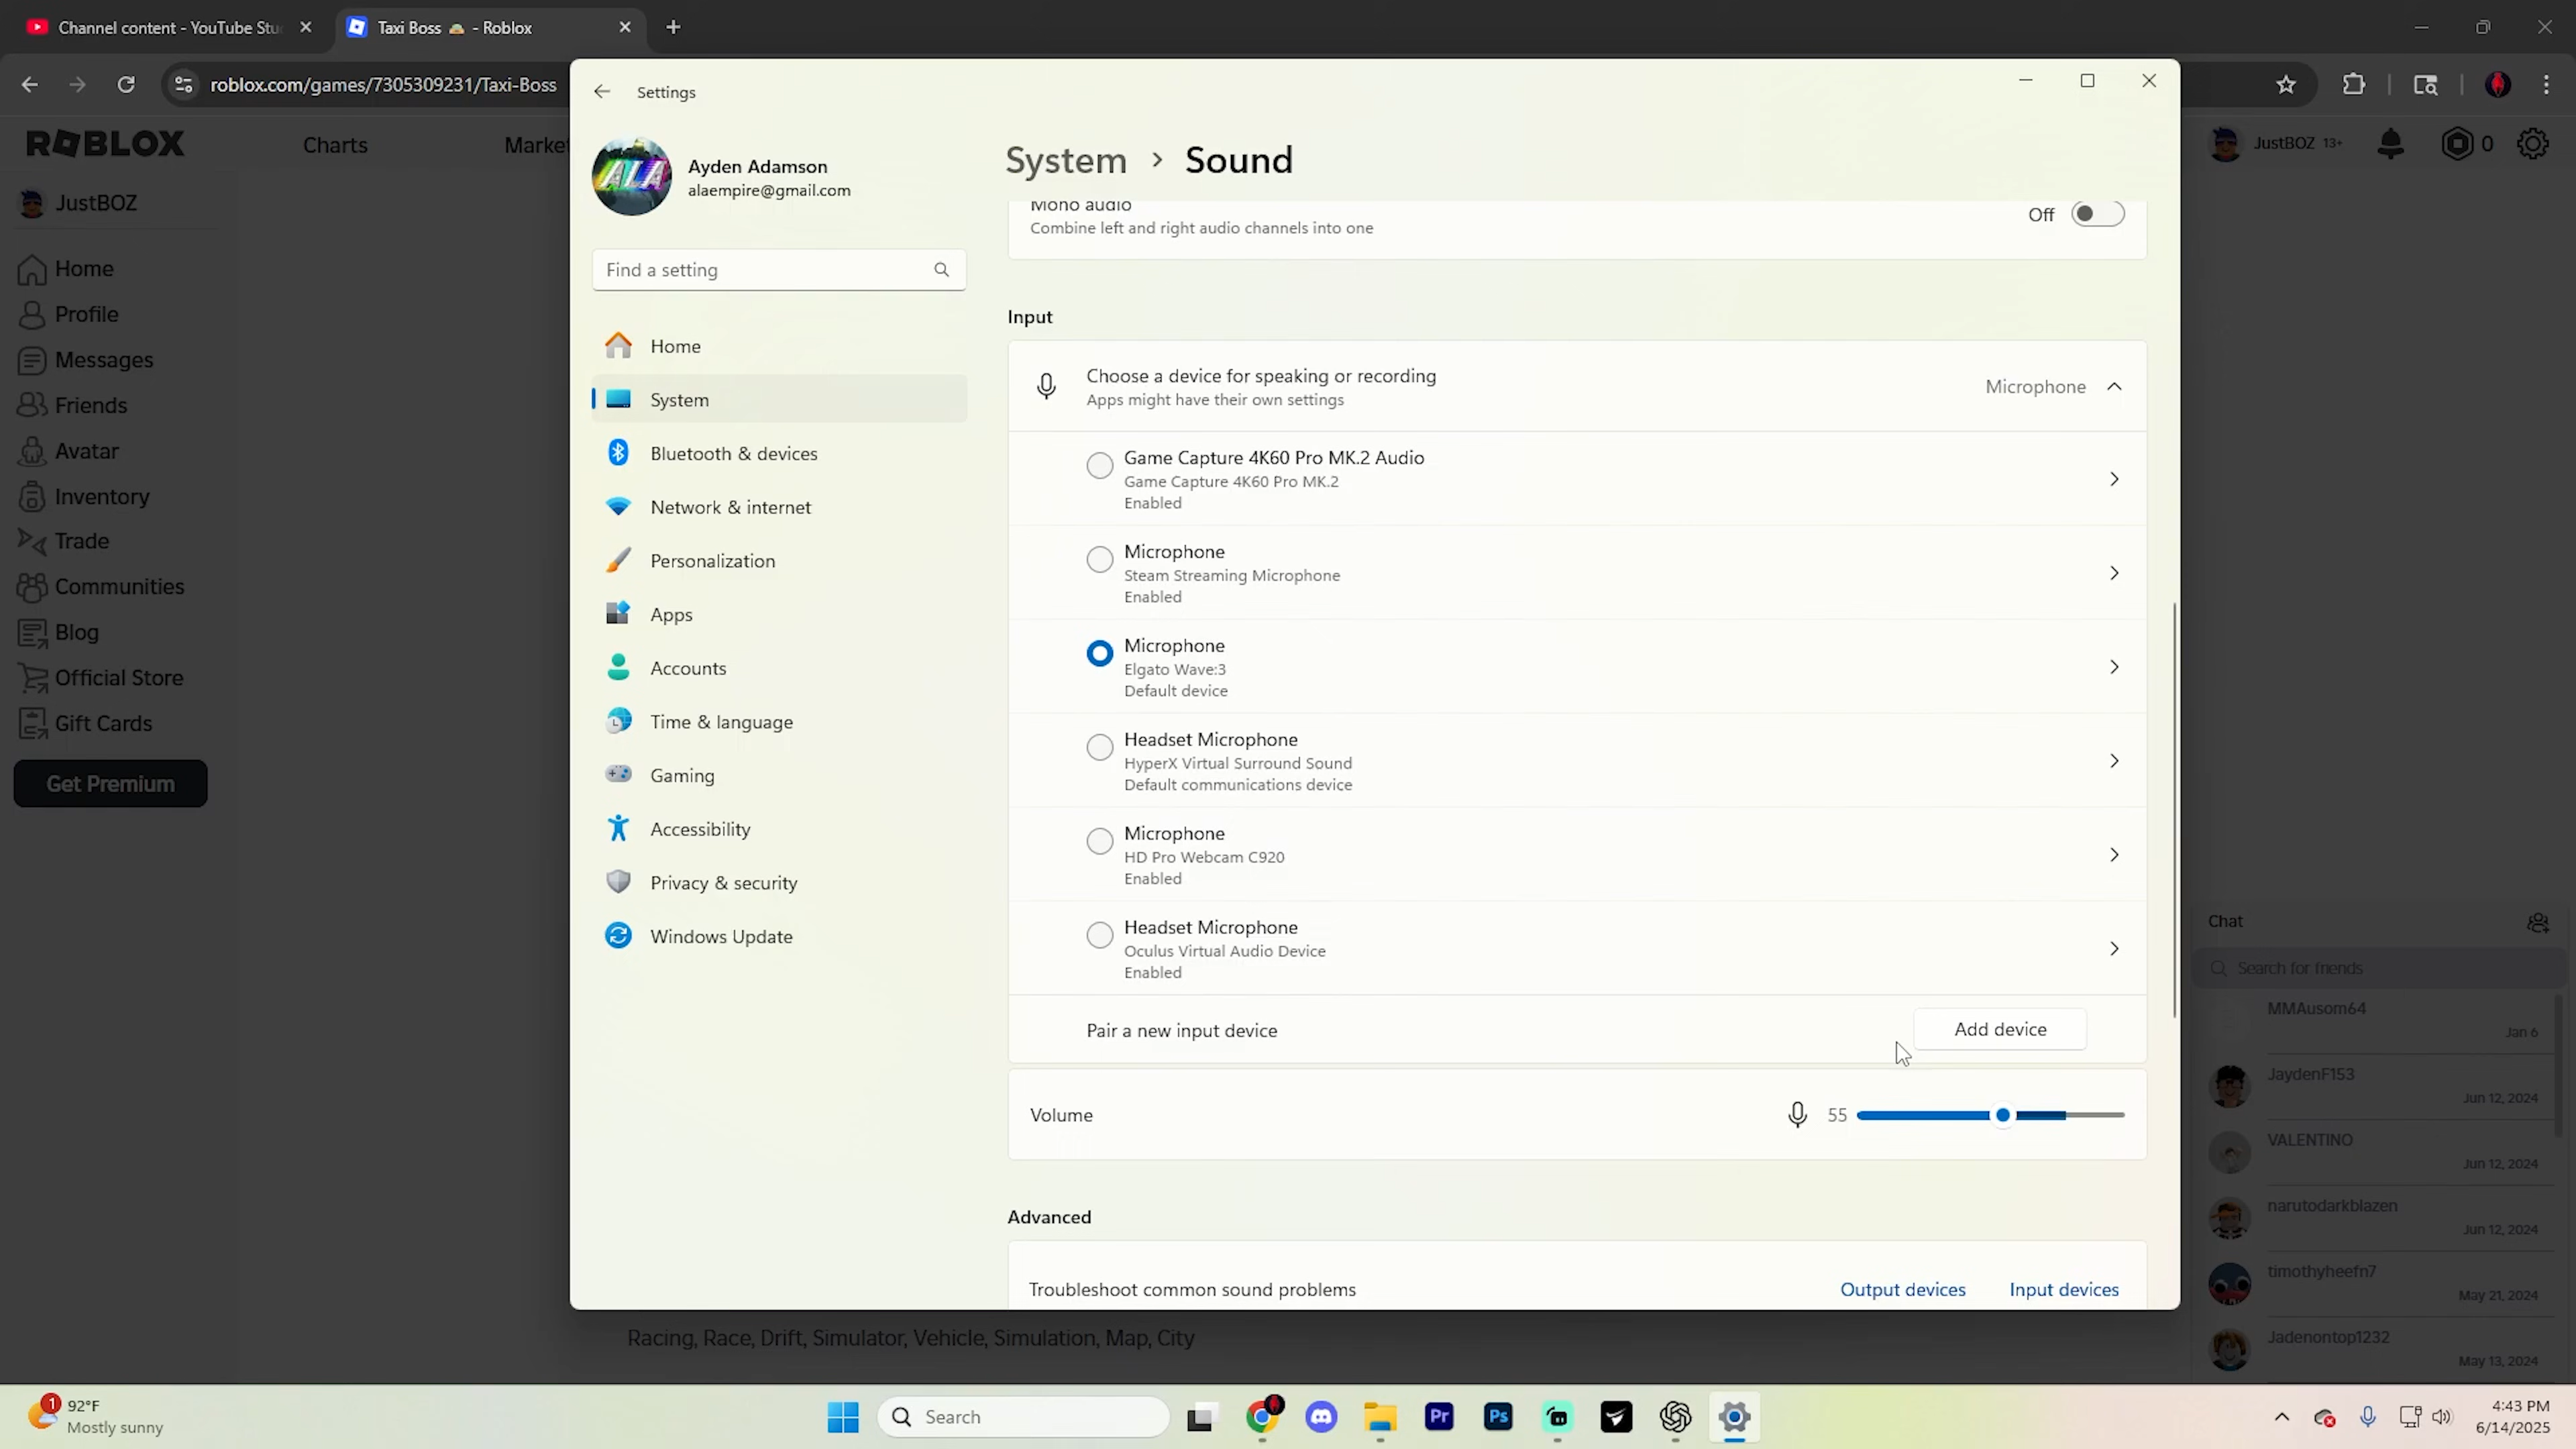 Channel content - YouTube Stu
Taxi Boss 🚕 - Roblox
roblox.com/games/7305309231/Taxi-Boss
ROBLOX
Charts
Market
JustBOZ 13+
0
JustBOZ
Home
Profile
Messages
Friends
Avatar
Inventory
Trade
Communities
Blog
Official Store
Gift Cards
Get Premium
Settings
ALA
Ayden Adamson
alaempire@gmail.com
Find a setting
Home
System
Bluetooth & devices
Network & internet
Personalization
Apps
Accounts
Time & language
Gaming
Accessibility
Privacy & security
Windows Update
System > Sound
Mono audio
Combine left and right audio channels into one
Off
Input
Choose a device for speaking or recording
Apps might have their own settings
Microphone
Game Capture 4K60 Pro MK.2 Audio
Game Capture 4K60 Pro MK.2
Enabled
Microphone
Steam Streaming Microphone
Enabled
Microphone
Elgato Wave:3
Default device
Headset Microphone
HyperX Virtual Surround Sound
Default communications device
Microphone
HD Pro Webcam C920
Enabled
Headset Microphone
Oculus Virtual Audio Device
Enabled
Pair a new input device
Add device
Volume
55
Advanced
Troubleshoot common sound problems
Output devices
Input devices
Racing, Race, Drift, Simulator, Vehicle, Simulation, Map, City
Chat
Search for friends
MMAusom64
Jan 6
JaydenF153
Jun 12, 2024
VALENTINO
Jun 12, 2024
narutodarkblazen
Jun 12, 2024
timothyheefn7
May 21, 2024
Jadenontop1232
May 13, 2024
1
92°F
Mostly sunny
Search
Pr
Ps
4:43 PM
6/14/2025